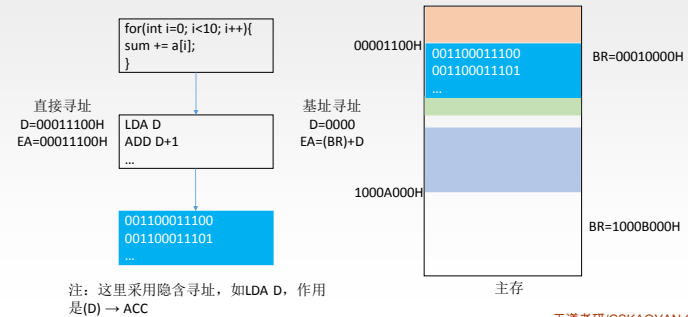 for(int i=0; i<10; i++){
sum += a[i];
}
直接寻址
D=00011100H
EA=00011100H
LDA D
ADD D+1
...
001100011100
001100011101
...
注：这里采用隐含寻址，如LDA D，作用
是(D) → ACC
基址寻址
D=0000
EA=(BR)+D
00001100H
001100011100
001100011101
...
BR=00010000H
1000A000H
BR=1000B000H
主存